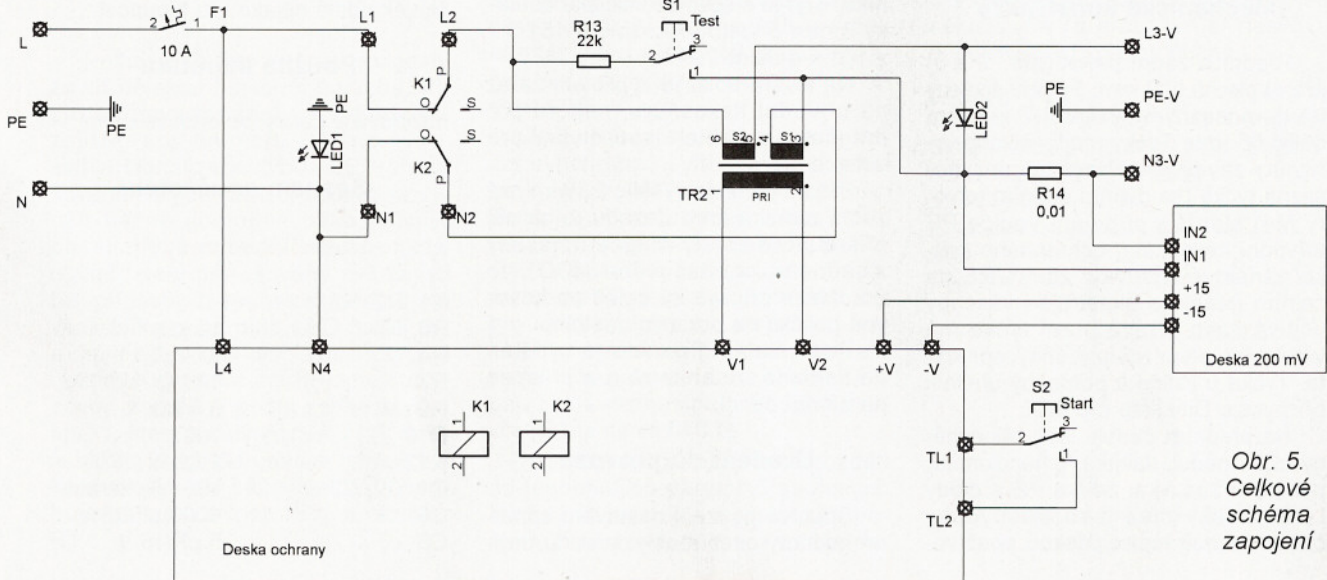 S1
Test
L
2
1
F1
10 A
L1
L2
R13
22k
2
3
1
L3-V
K1
P
O
S
PE
PE
PE
LED1
O
S
K2
P
6
S2
5
4
S1
3
LED2
PE
PE-V
N
N1
N2
TR2
PRI
2
R14
0,01
N3-V
IN2
IN1
+15
-15
Deska 200 mV
L4
N4
V1
V2
+V
-V
K1
1
2
K2
1
2
S2
Start
TL1
2
3
1
TL2
Deska ochrany
Obr. 5.
Celkové
schéma
zapojení